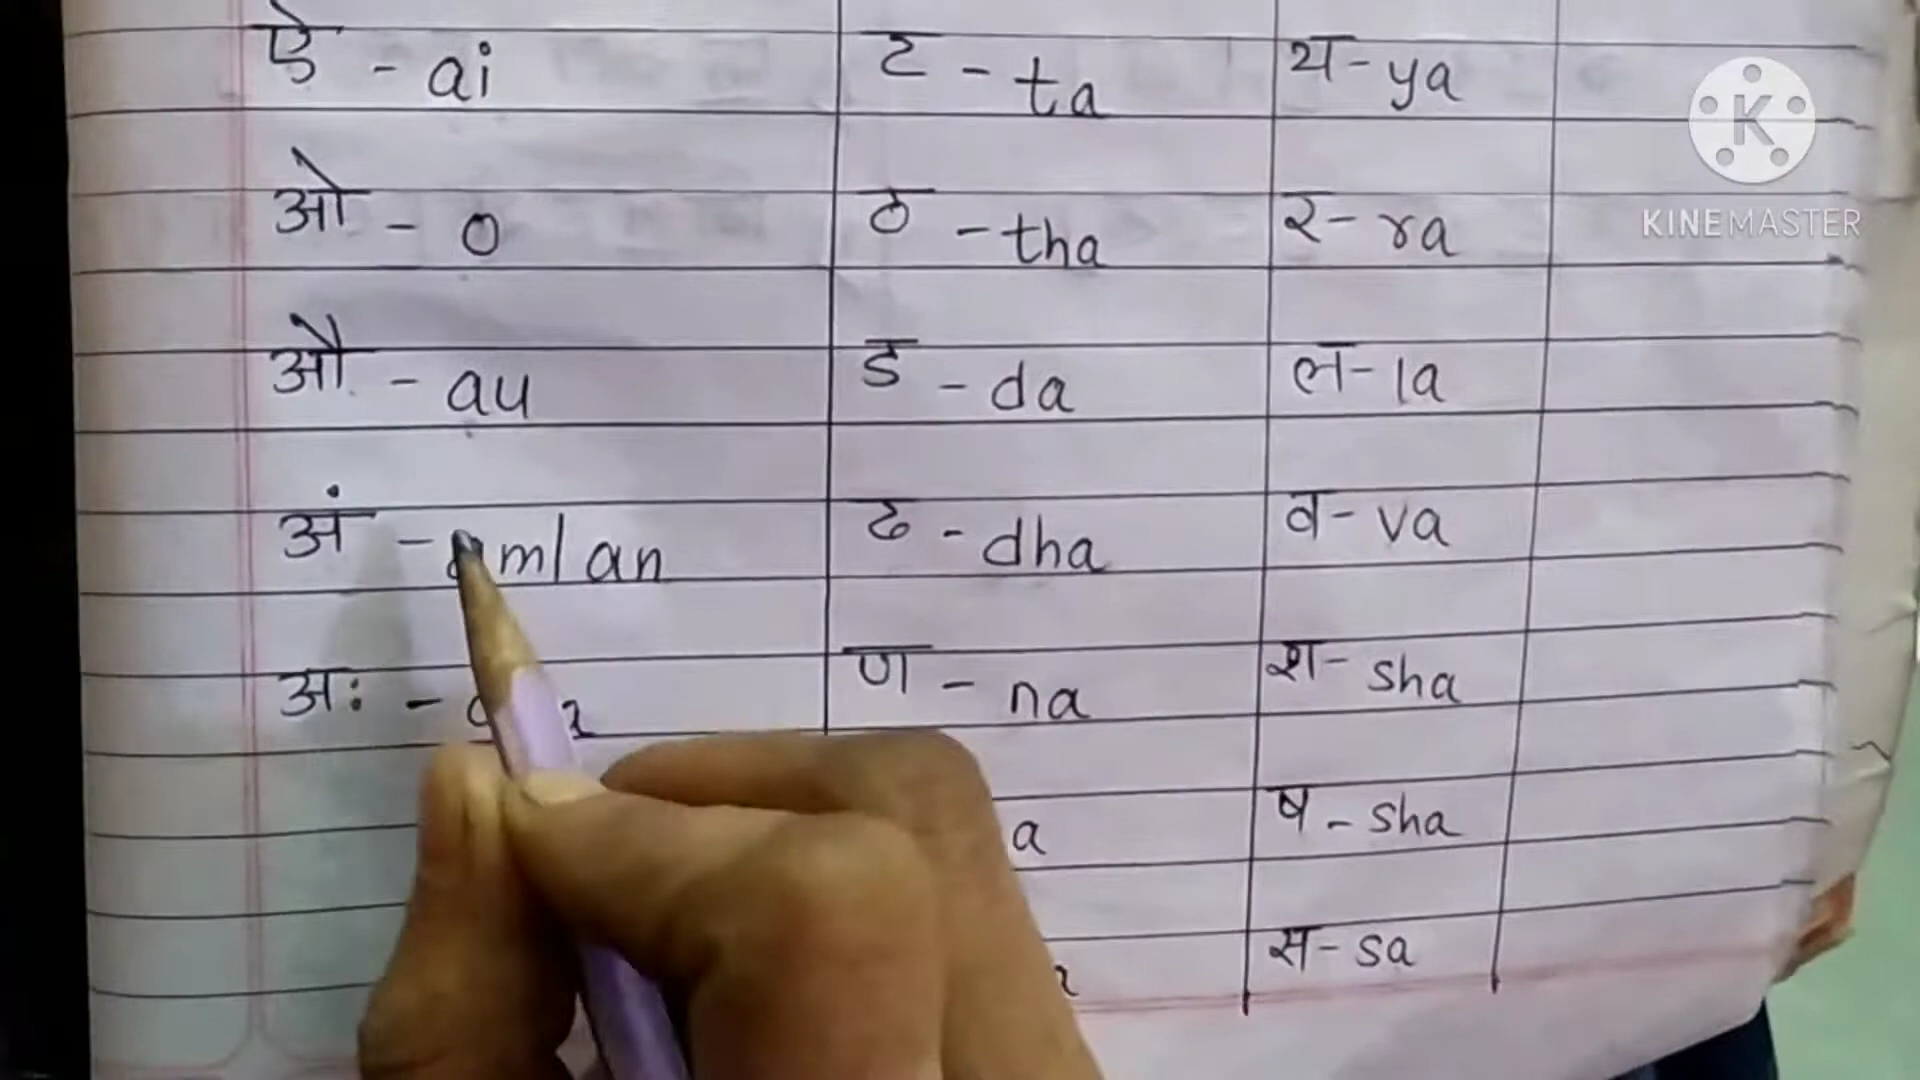 ऐ - ai ट - ta य - ya
ओ - o ठ - tha र - ra
औ - au ड - da ल - la
अं - am/an ढ - dha व - va
अः - ण - na श - sha
ष - sha
स - sa
K
KINEMASTER